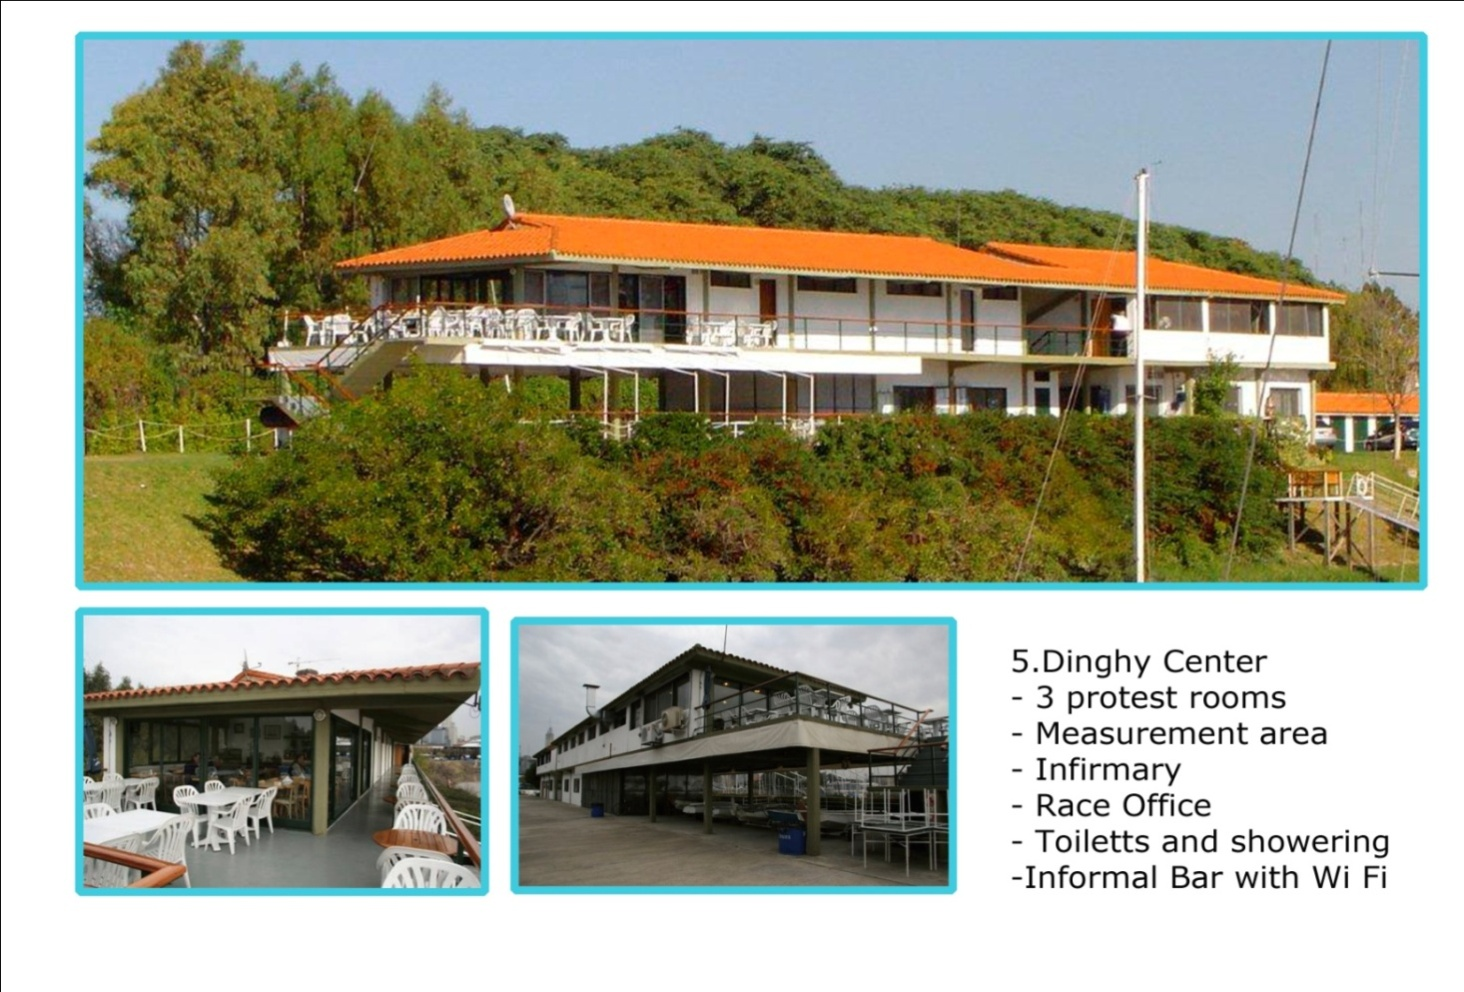 5.Dinghy Center
- 3 protest rooms
- Measurement area
- Infirmary
- Race Office
- Toiletts and showering
-Informal Bar with Wi Fi